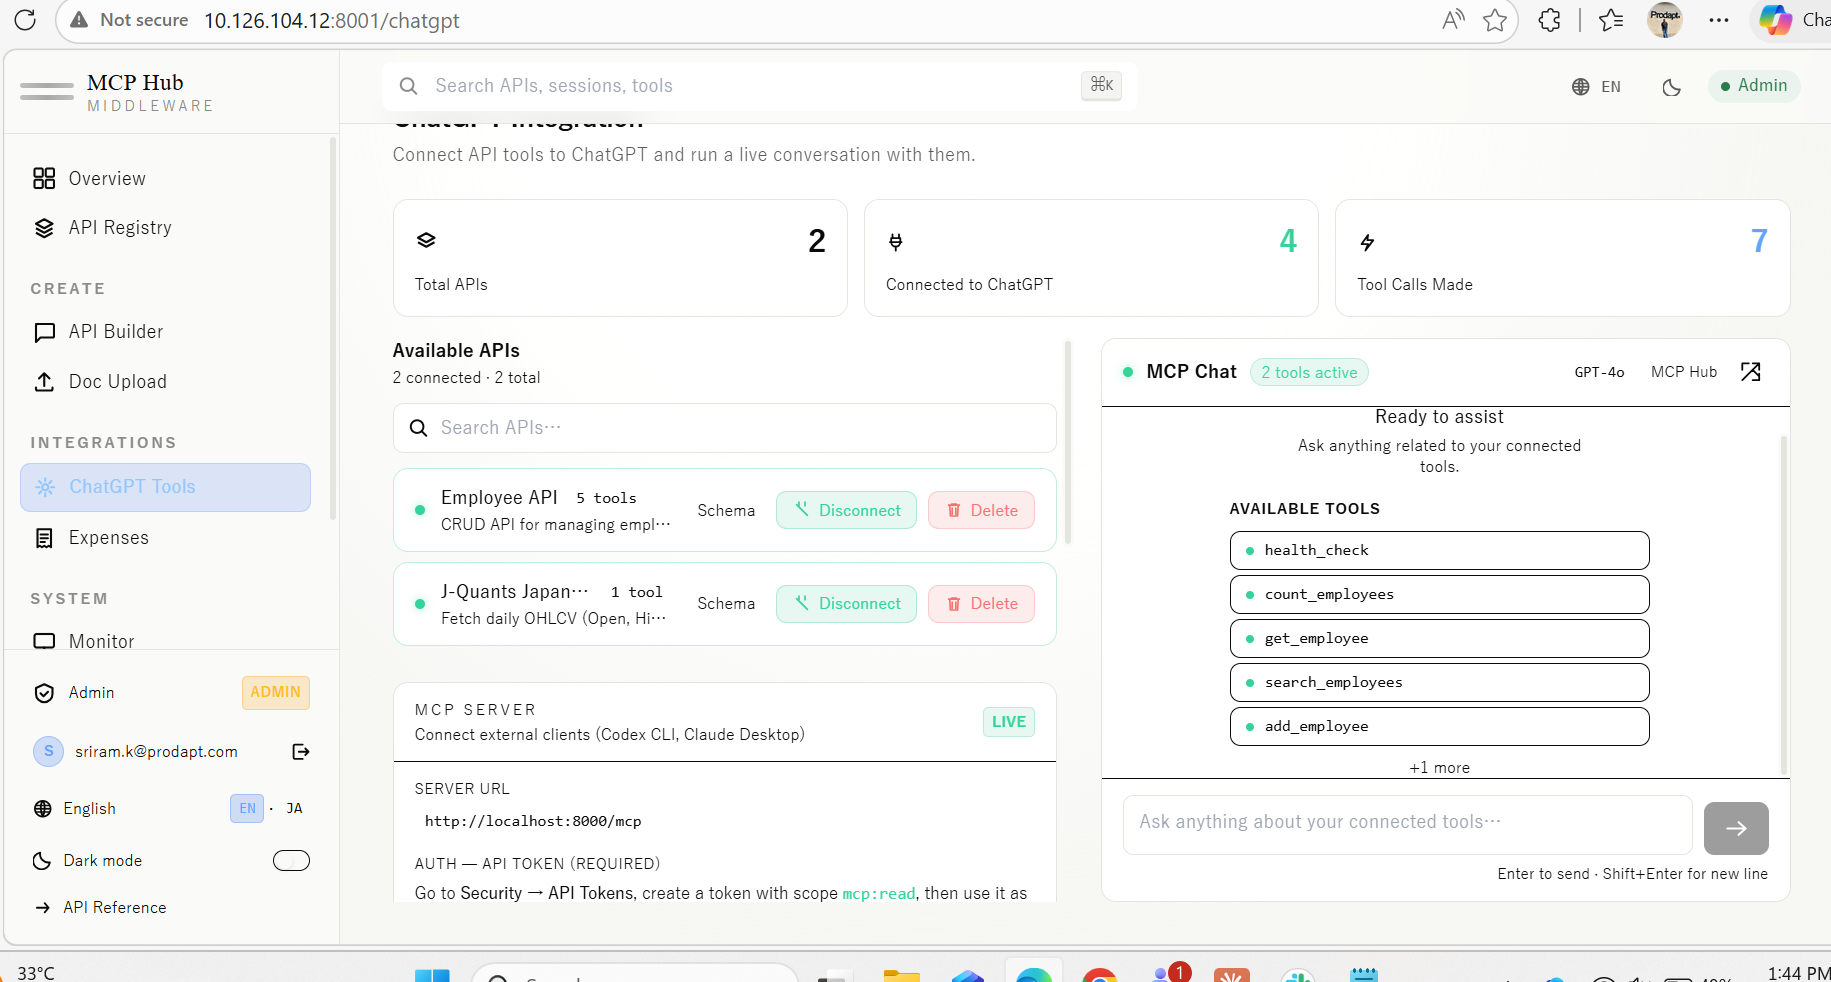 Not secure 10.126.104.12:8001/chatgpt
Cha
MCP Hub
MIDDLEWARE
Search APIs, sessions, tools
⌘K
EN
Admin
Overview
API Registry
CREATE
API Builder
Doc Upload
INTEGRATIONS
ChatGPT Tools
Expenses
SYSTEM
Monitor
Admin
ADMIN
S
sriram.k@prodapt.com
English
EN · JA
Dark mode
→ API Reference
ChatGPT Integration
Connect API tools to ChatGPT and run a live conversation with them.
2
Total APIs
4
Connected to ChatGPT
7
Tool Calls Made
Available APIs
2 connected · 2 total
Search APIs…
Employee API 5 tools
CRUD API for managing empl…
Schema
Disconnect
Delete
J-Quants Japan… 1 tool
Fetch daily OHLCV (Open, Hi…
Schema
Disconnect
Delete
MCP SERVER
Connect external clients (Codex CLI, Claude Desktop)
LIVE
SERVER URL
http://localhost:8000/mcp
AUTH — API TOKEN (REQUIRED)
Go to Security → API Tokens, create a token with scope mcp:read, then use it as
MCP Chat
2 tools active
GPT-4o
MCP Hub
Ready to assist
Ask anything related to your connected
tools.
AVAILABLE TOOLS
health_check
count_employees
get_employee
search_employees
add_employee
+1 more
Ask anything about your connected tools…
Enter to send · Shift+Enter for new line
33°C
1
1:44 PM